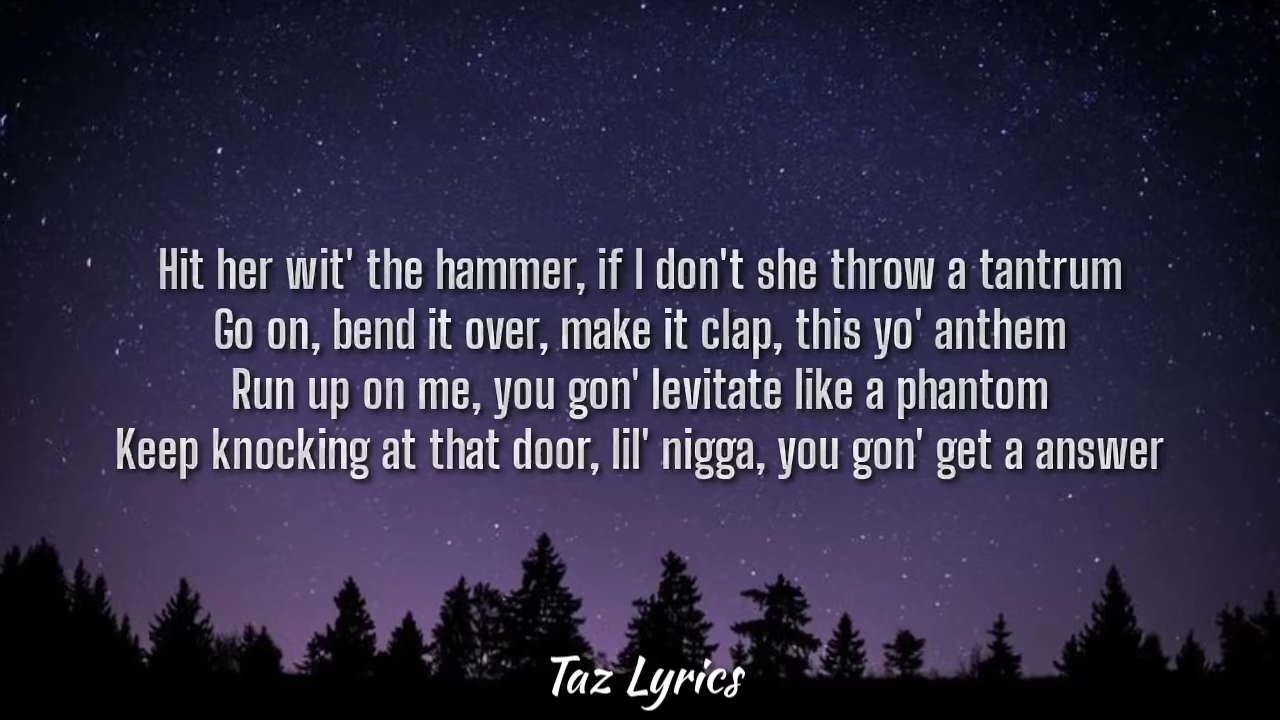 Hit her wit' the hammer, if I don't she throw a tantrum
Go on, bend it over, make it clap, this yo' anthem
Run up on me, you gon' levitate like a phantom
Keep knocking at that door, lil' nigga, you gon' get a answer
Taz Lyrics